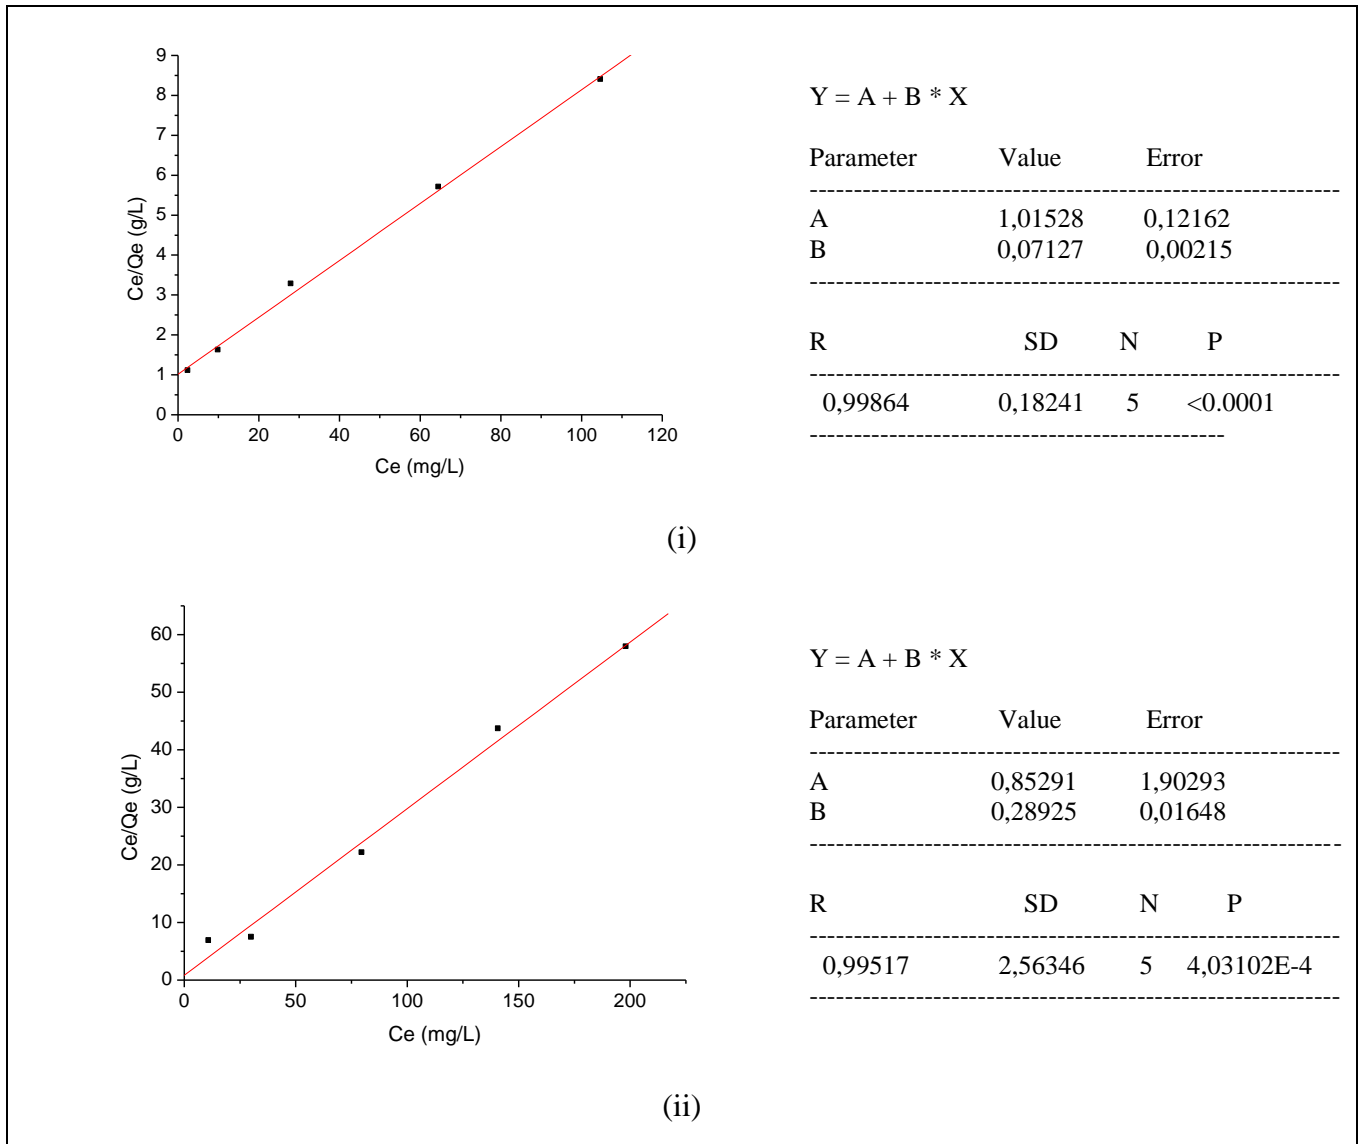 9
8
7
6
5
4
3
2
1
0
Ce/Qe (g/L)
0 20 40 60 80 100 120
Ce (mg/L)
Y = A + B * X
Parameter Value Error
------------------------------------------------------------
A 1,01528 0,12162
B 0,07127 0,00215
------------------------------------------------------------
R SD N P
------------------------------------------------------------
0,99864 0,18241 5 <0.0001
------------------------------------------------------------
(i)
60
50
40
30
20
10
0
Ce/Qe (g/L)
0 50 100 150 200
Ce (mg/L)
Y = A + B * X
Parameter Value Error
------------------------------------------------------------
A 0,85291 1,90293
B 0,28925 0,01648
------------------------------------------------------------
R SD N P
------------------------------------------------------------
0,99517 2,56346 5 4,03102E-4
------------------------------------------------------------
(ii)